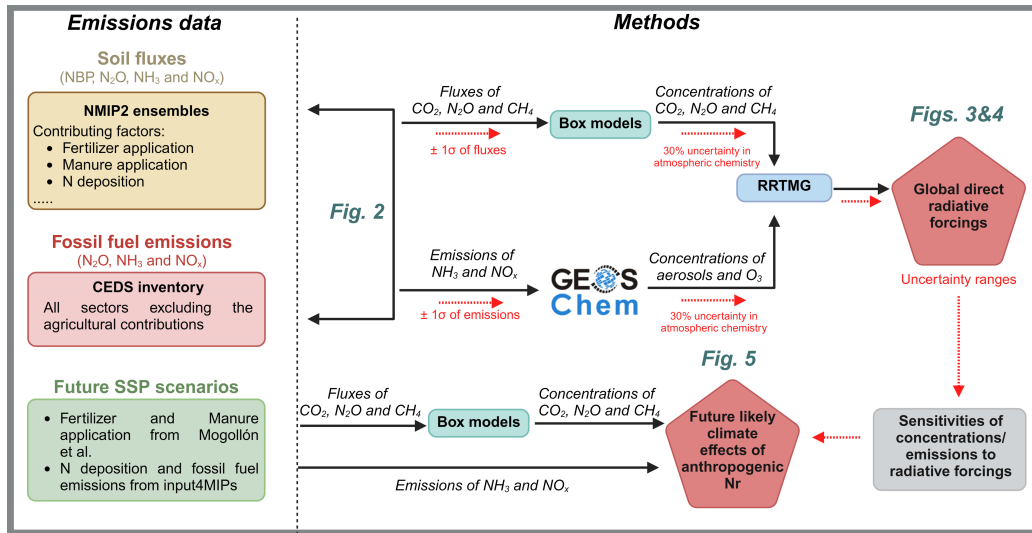 Emissions data
Methods
Soil fluxes
(NBP, N₂O, NH₃ and NOₓ)
NMIP2 ensembles
Contributing factors:
• Fertilizer application
• Manure application
• N deposition
.....
Fossil fuel emissions
(N₂O, NH₃ and NOₓ)
CEDS inventory
All sectors excluding the
agricultural contributions
Future SSP scenarios
• Fertilizer and Manure
application from Mogollón
et al.
• N deposition and fossil fuel
emissions from input4MIPs
Fig. 2
Fluxes of
CO₂, N₂O and CH₄
± 1σ of fluxes
Box models
Concentrations of
CO₂, N₂O and CH₄
30% uncertainty in
atmospheric chemistry
RRTMG
Figs. 3&4
Global direct
radiative
forcings
Uncertainty ranges
Emissions of
NH₃ and NOₓ
± 1σ of emissions
GEOS
Chem
Concentrations of
aerosols and O₃
30% uncertainty in
atmospheric chemistry
Fig. 5
Fluxes of
CO₂, N₂O and CH₄
Box models
Concentrations of
CO₂, N₂O and CH₄
Emissions of NH₃ and NOₓ
Future likely
climate
effects of
anthropogenic
Nr
Sensitivities of
concentrations/
emissions to
radiative forcings